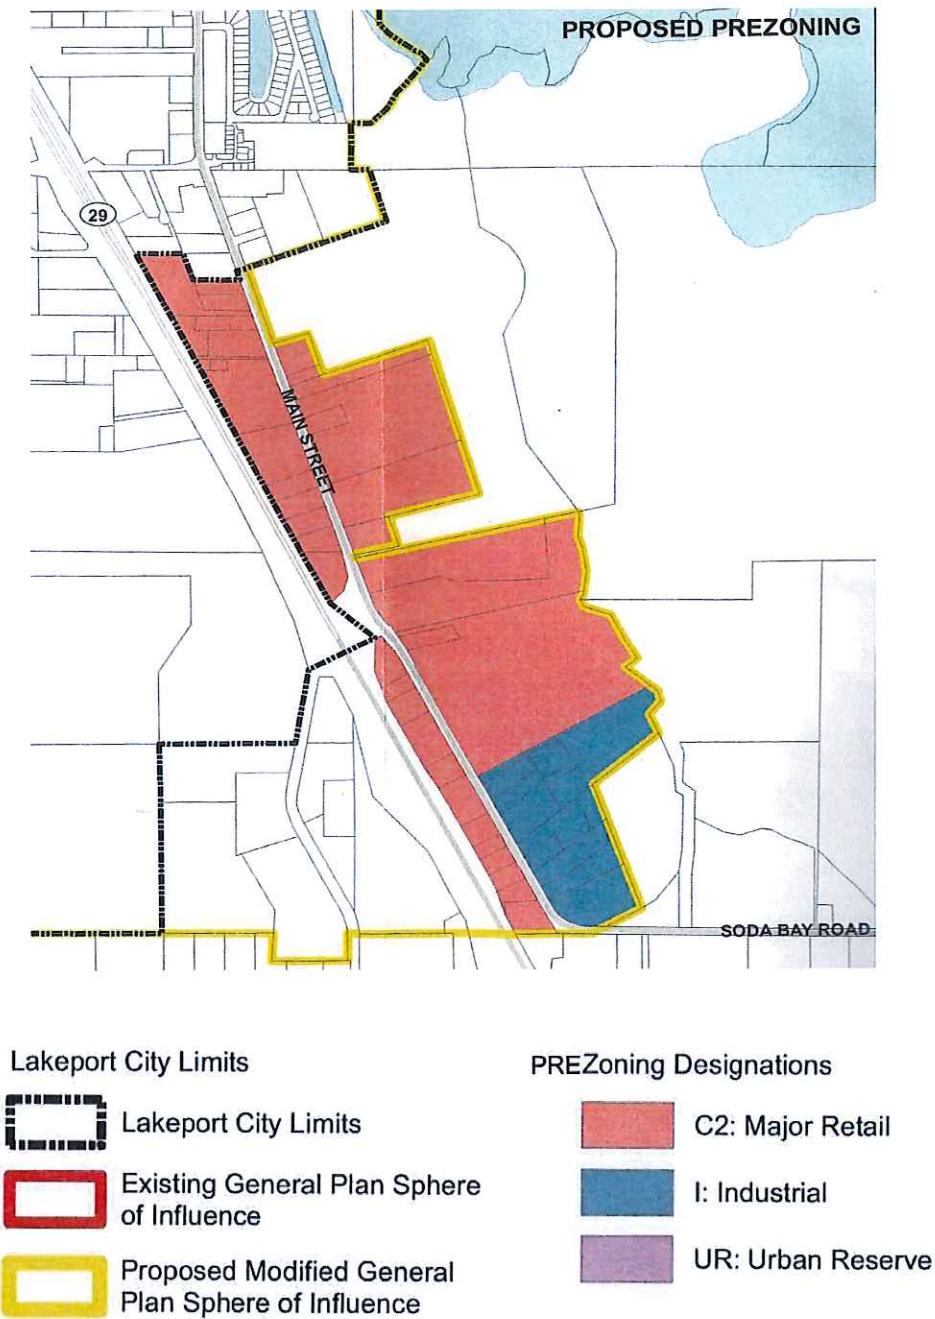 PROPOSED PREZONING
29
MAIN STREET
SODA BAY ROAD
Lakeport City Limits
Lakeport City Limits
Existing General Plan Sphere
of Influence
Proposed Modified General
Plan Sphere of Influence
PREZoning Designations
C2: Major Retail
I: Industrial
UR: Urban Reserve